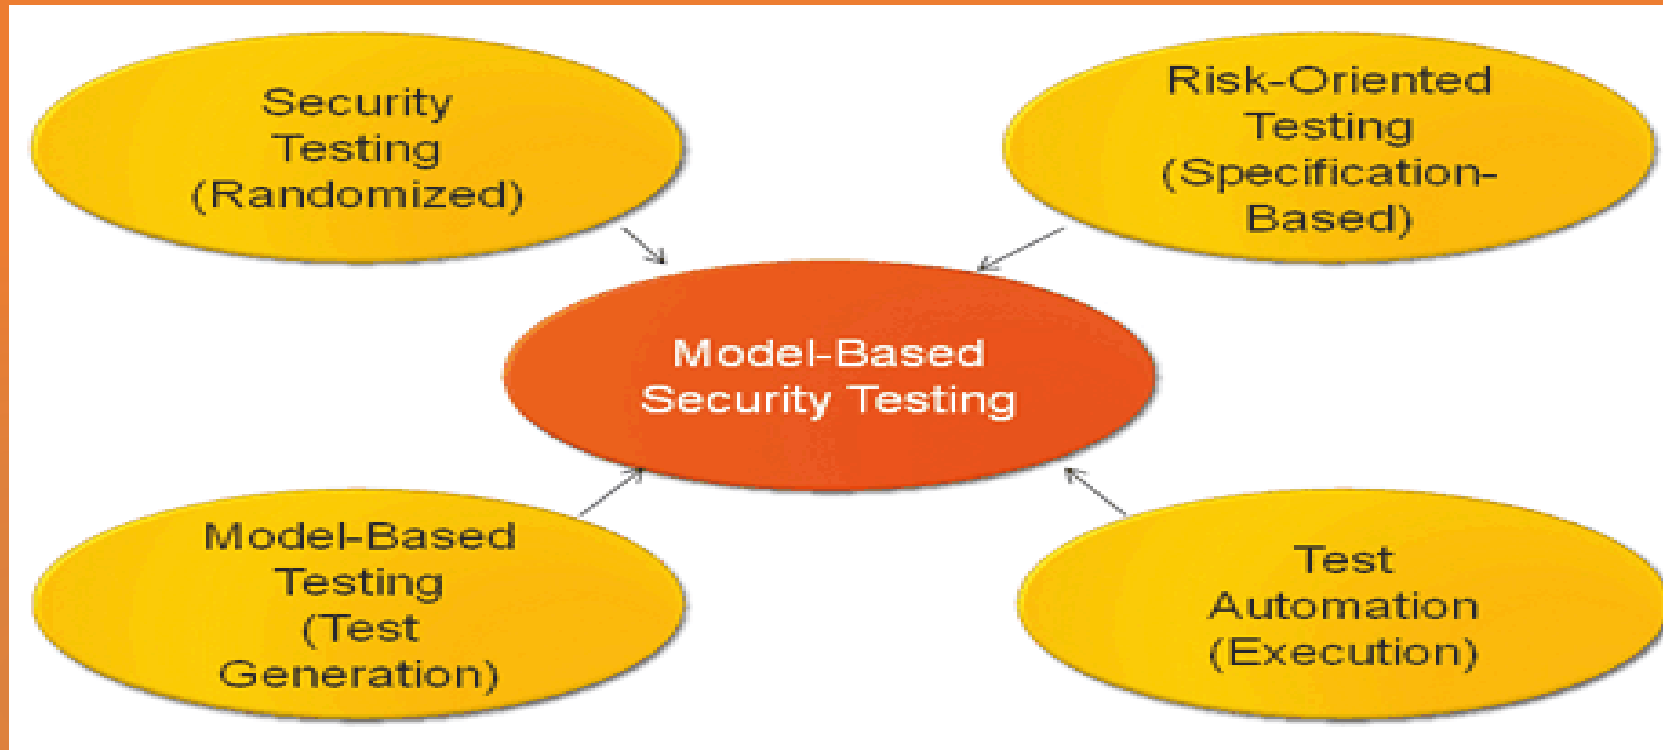 Security
Testing
(Randomized)
Risk-Oriented
Testing
(Specification-
Based)
Model-Based
Security Testing
Model-Based
Testing
(Test
Generation)
Test
Automation
(Execution)